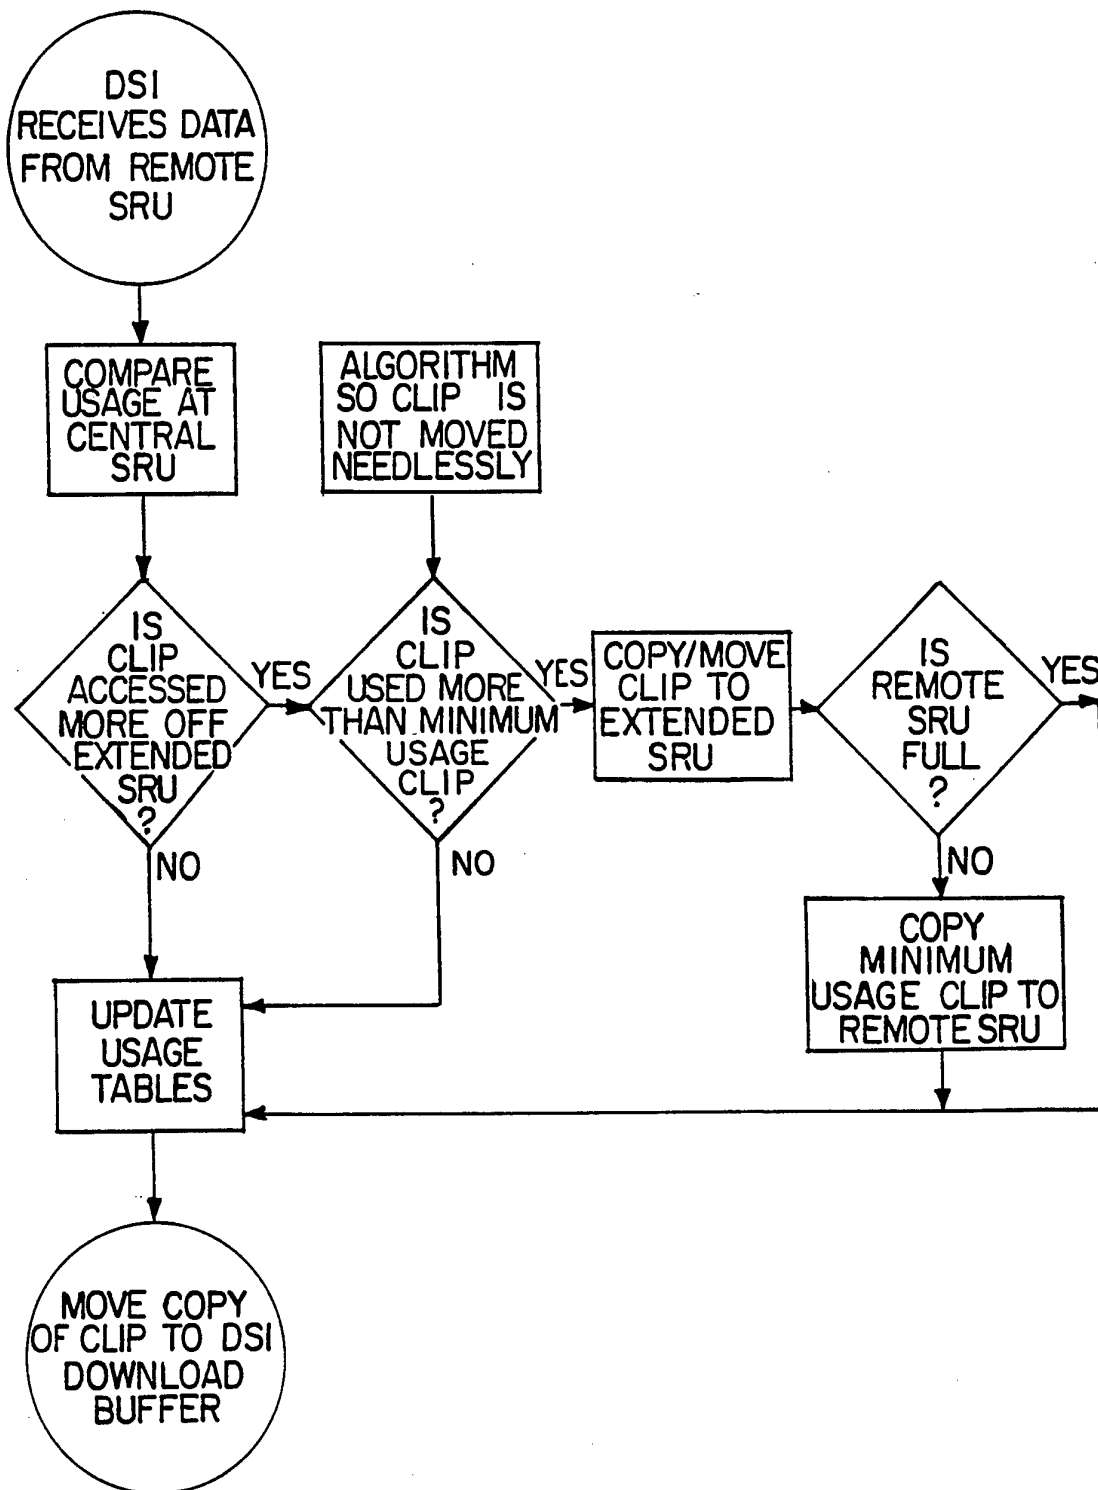 DSI
RECEIVES DATA
FROM REMOTE
SRU
COMPARE
USAGE AT
CENTRAL
SRU
ALGORITHM
SO CLIP IS
NOT MOVED
NEEDLESSLY
IS
CLIP
ACCESSED
MORE OFF
EXTENDED
SRU
?
YES
NO
IS
CLIP
USED MORE
THAN MINIMUM
USAGE
CLIP
?
YES
NO
COPY/MOVE
CLIP TO
EXTENDED
SRU
IS
REMOTE
SRU
FULL
?
YES
NO
COPY
MINIMUM
USAGE CLIP TO
REMOTE SRU
UPDATE
USAGE
TABLES
MOVE COPY
OF CLIP TO DSI
DOWNLOAD
BUFFER